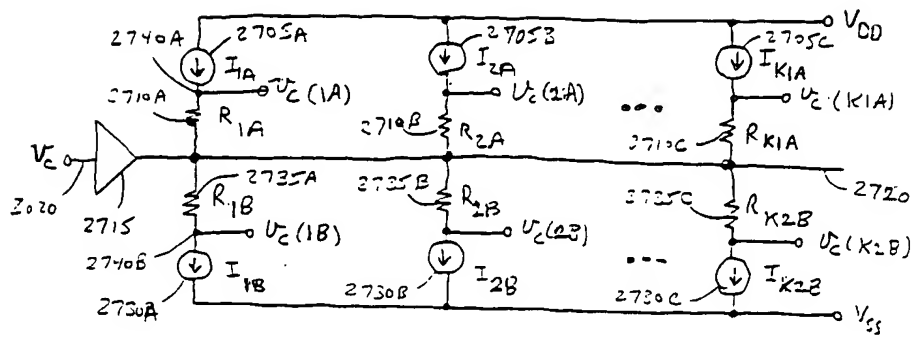 2740A 2705A 2705B 2705C V_DD
I_1A I_2A I_K1A
v_c(1A) v_c(2A) v_c(K1A)
2710A R_1A 2710B R_2A ... 2710C R_K1A
v_c
2020 2715 2735A 2735B 2735C 2720
R_1B R_2B R_K2B
v_c(1B) v_c(2B) v_c(K2B)
2740B I_1B I_2B ... I_K2B
2730A 2730B 2730C V_SS